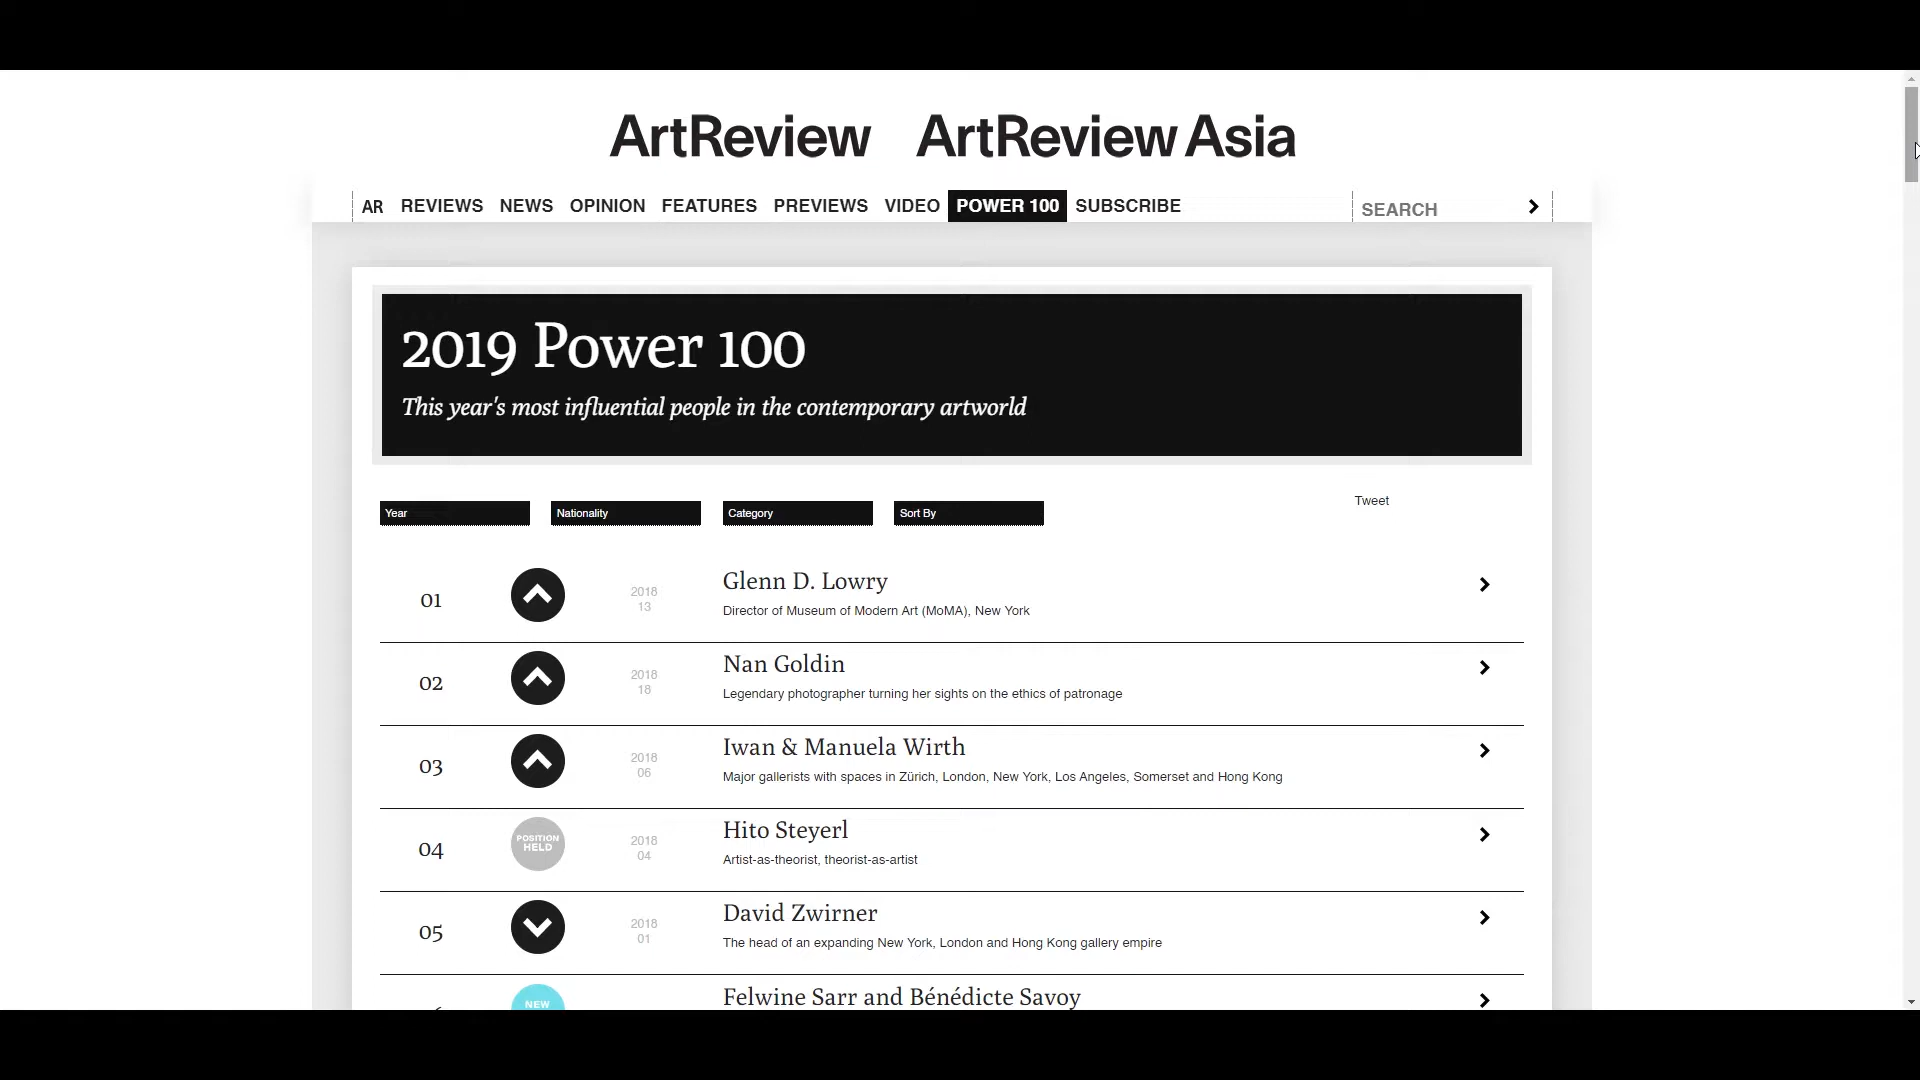 ArtReview ArtReview Asia
AR REVIEWS NEWS OPINION FEATURES PREVIEWS VIDEO POWER 100 SUBSCRIBE SEARCH
2019 Power 100
This year's most influential people in the contemporary artworld
Tweet
Year Nationality Category Sort By
01 2018 13 Glenn D. Lowry
Director of Museum of Modern Art (MoMA), New York
02 2018 18 Nan Goldin
Legendary photographer turning her sights on the ethics of patronage
03 2018 06 Iwan & Manuela Wirth
Major gallerists with spaces in Zürich, London, New York, Los Angeles, Somerset and Hong Kong
04 POSITION HELD 2018 04 Hito Steyerl
Artist-as-theorist, theorist-as-artist
05 2018 01 David Zwirner
The head of an expanding New York, London and Hong Kong gallery empire
NEW Felwine Sarr and Bénédicte Savoy